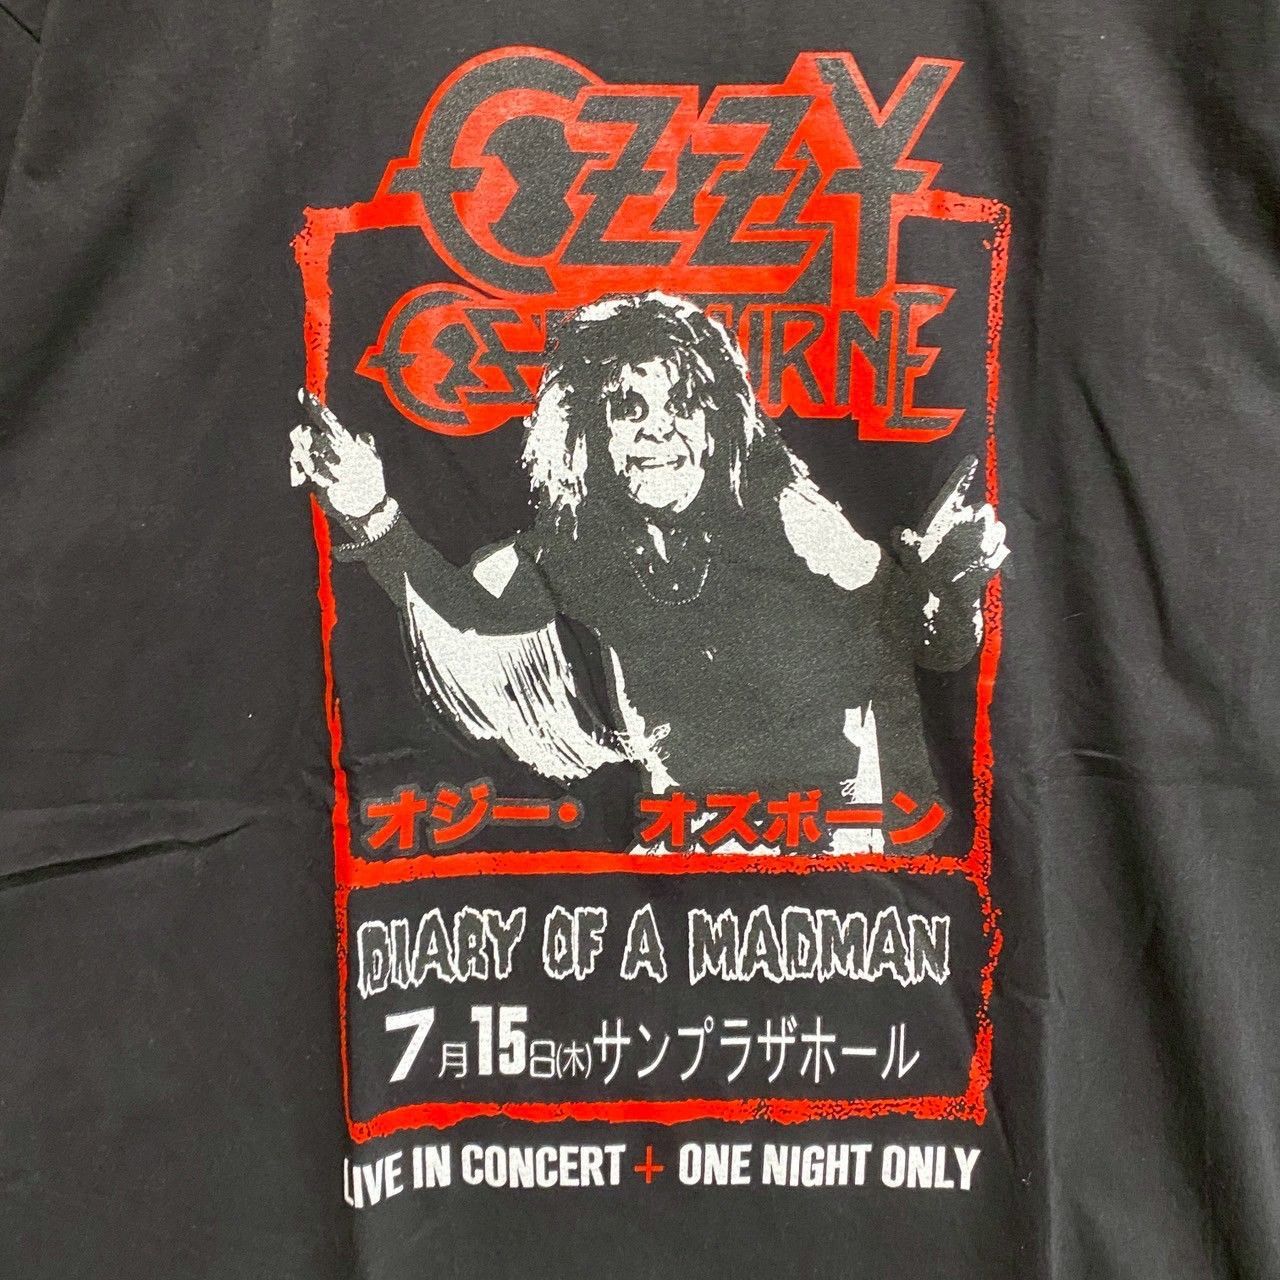 OZZY
OSBOURNE
オジー・ オズボーン
DIARY OF A MADMAN
7月15日(木)サンプラザホール
LIVE IN CONCERT + ONE NIGHT ONLY